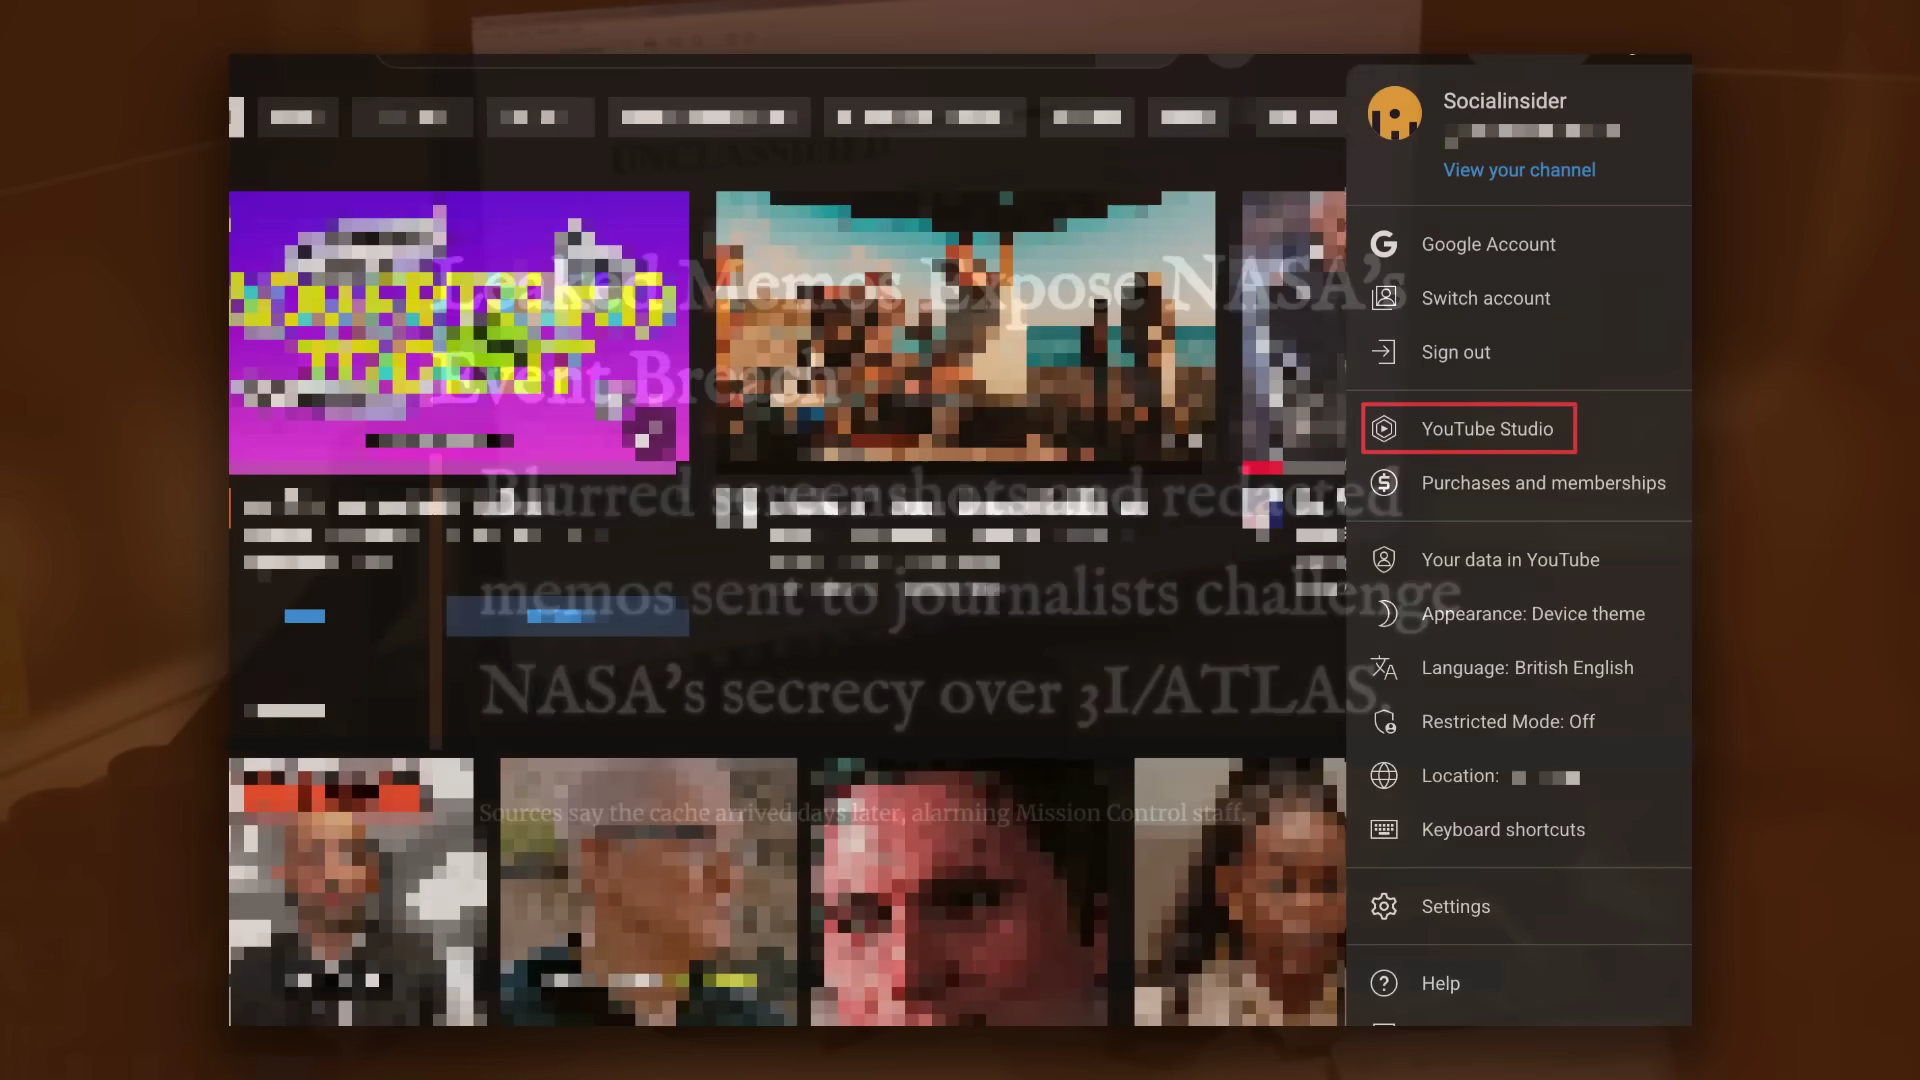 UNCLASSIFIED
Leaked Memos Expose NASA's
Event Breach
Blurred screenshots and redacted
memos sent to journalists challenge
NASA's secrecy over 3I/ATLAS.
Sources say the cache arrived days later, alarming Mission Control staff.
Socialinsider
View your channel
Google Account
Switch account
Sign out
YouTube Studio
Purchases and memberships
Your data in YouTube
Appearance: Device theme
Language: British English
Restricted Mode: Off
Location:
Keyboard shortcuts
Settings
Help